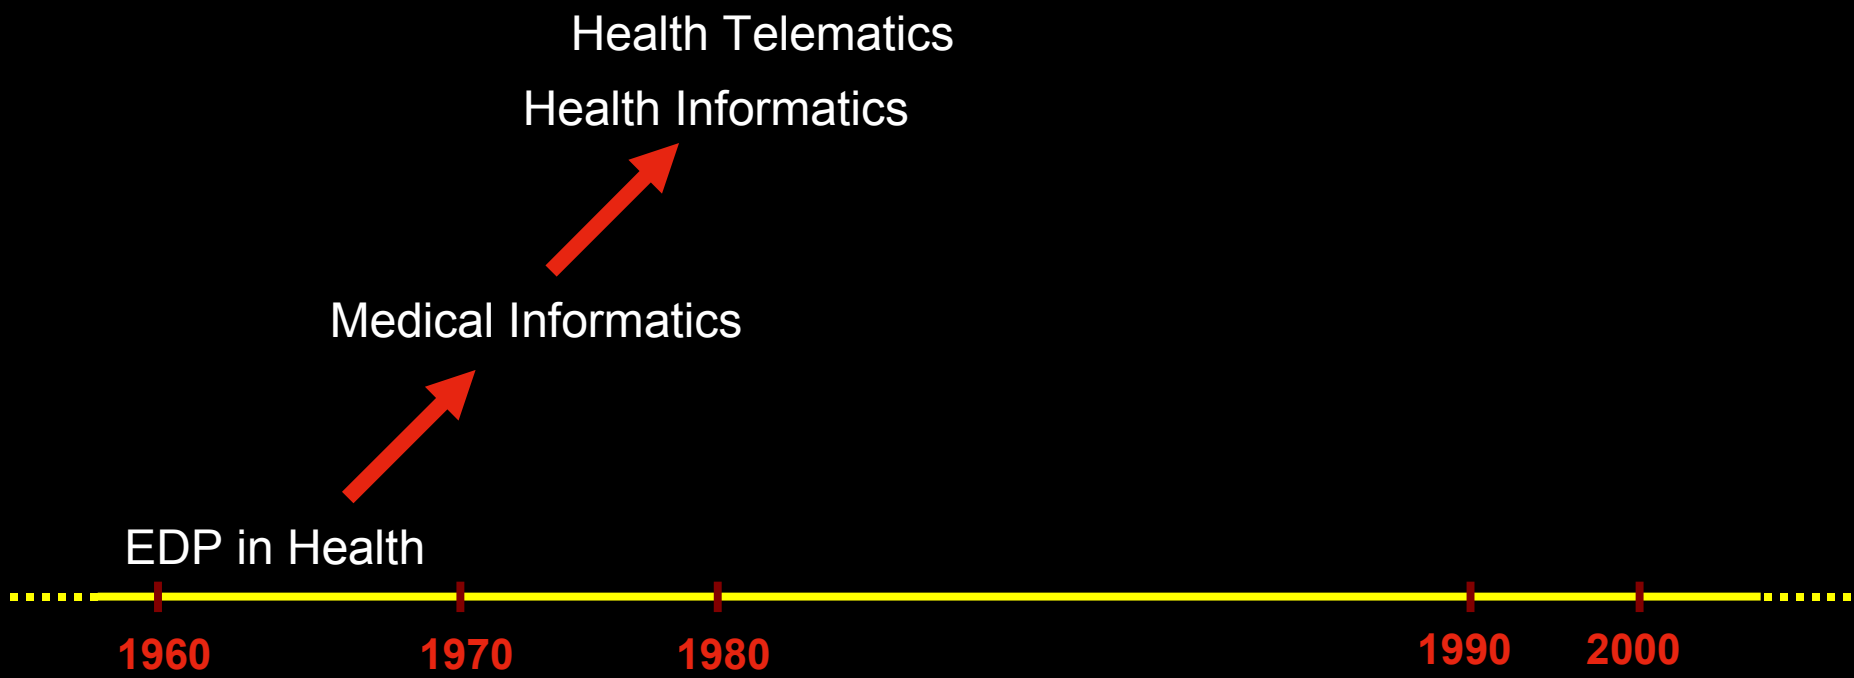 Health Telematics
Health Informatics
Medical Informatics
EDP in Health
1960 1970 1980 1990 2000